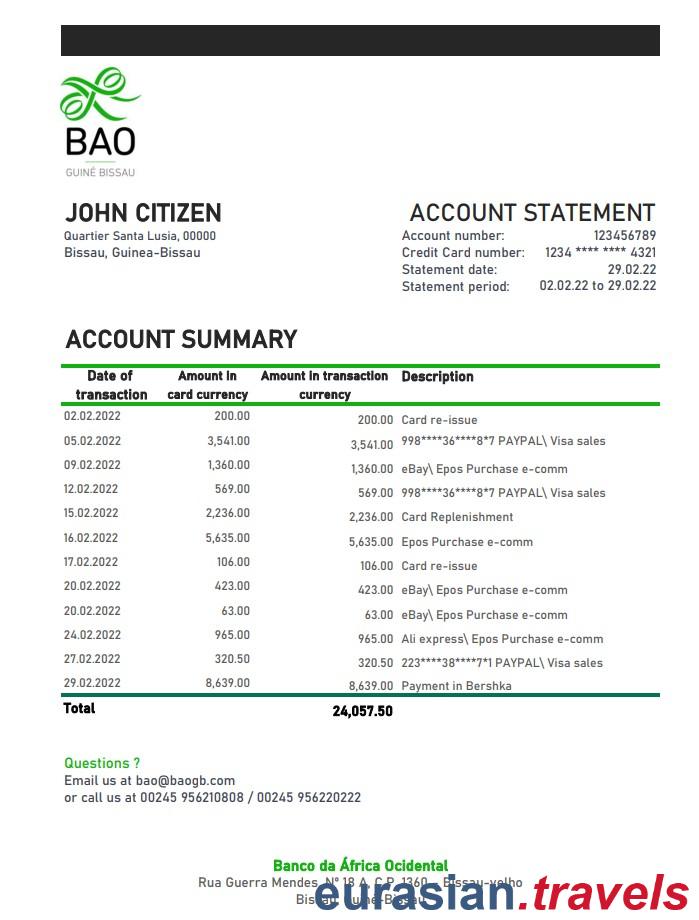 BAO
GUINÉ BISSAU
JOHN CITIZEN
Quartier Santa Lusia, 00000
Bissau, Guinea-Bissau
ACCOUNT STATEMENT
Account number: 123456789
Credit Card number: 1234 **** **** 4321
Statement date: 29.02.22
Statement period: 02.02.22 to 29.02.22
ACCOUNT SUMMARY
Date of transaction Amount in card currency Amount in transaction currency Description
02.02.2022 200.00 200.00 Card re-issue
05.02.2022 3,541.00 3,541.00 998****36****8*7 PAYPAL\ Visa sales
09.02.2022 1,360.00 1,360.00 eBay\ Epos Purchase e-comm
12.02.2022 569.00 569.00 998****36****8*7 PAYPAL\ Visa sales
15.02.2022 2,236.00 2,236.00 Card Replenishment
16.02.2022 5,635.00 5,635.00 Epos Purchase e-comm
17.02.2022 106.00 106.00 Card re-issue
20.02.2022 423.00 423.00 eBay\ Epos Purchase e-comm
20.02.2022 63.00 63.00 eBay\ Epos Purchase e-comm
24.02.2022 965.00 965.00 Ali express\ Epos Purchase e-comm
27.02.2022 320.50 320.50 223****38****7*1 PAYPAL\ Visa sales
29.02.2022 8,639.00 8,639.00 Payment in Bershka
Total 24,057.50
Questions ?
Email us at bao@baogb.com
or call us at 00245 956210808 / 00245 956220222
Banco da África Ocidental
Rua Guerra Mendes, Nº 18 A, C.P. 1360 - Bissau-velho
eurasian.travels